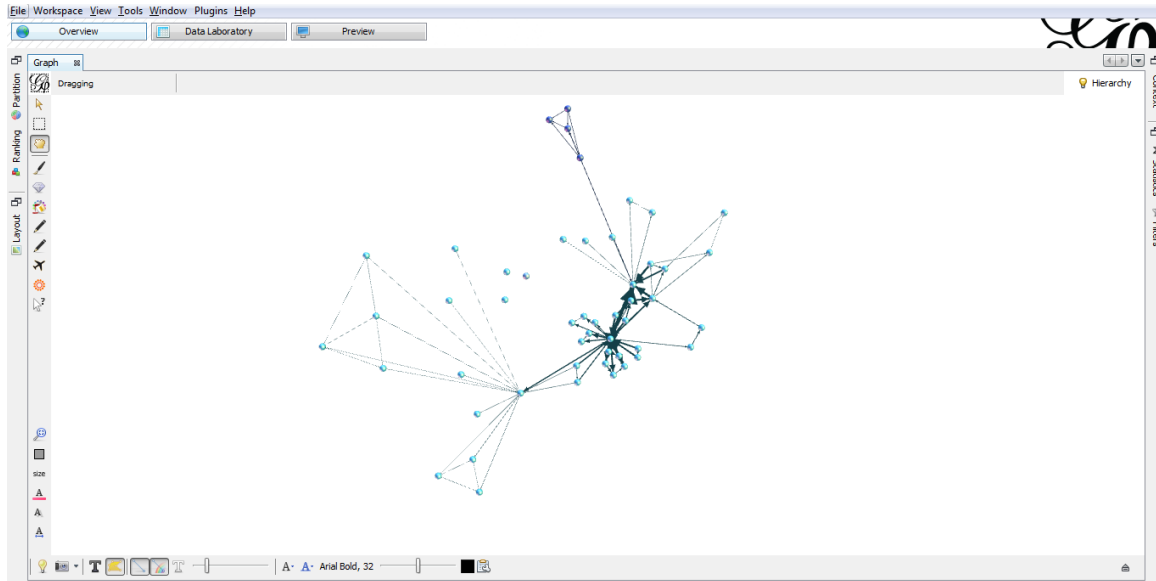 File Workspace View Tools Window Plugins Help
Overview Data Laboratory Preview
Graph
Dragging
Hierarchy
Partition
Ranking
Layout
size
A
A
A
T T A- A- Arial Bold, 32